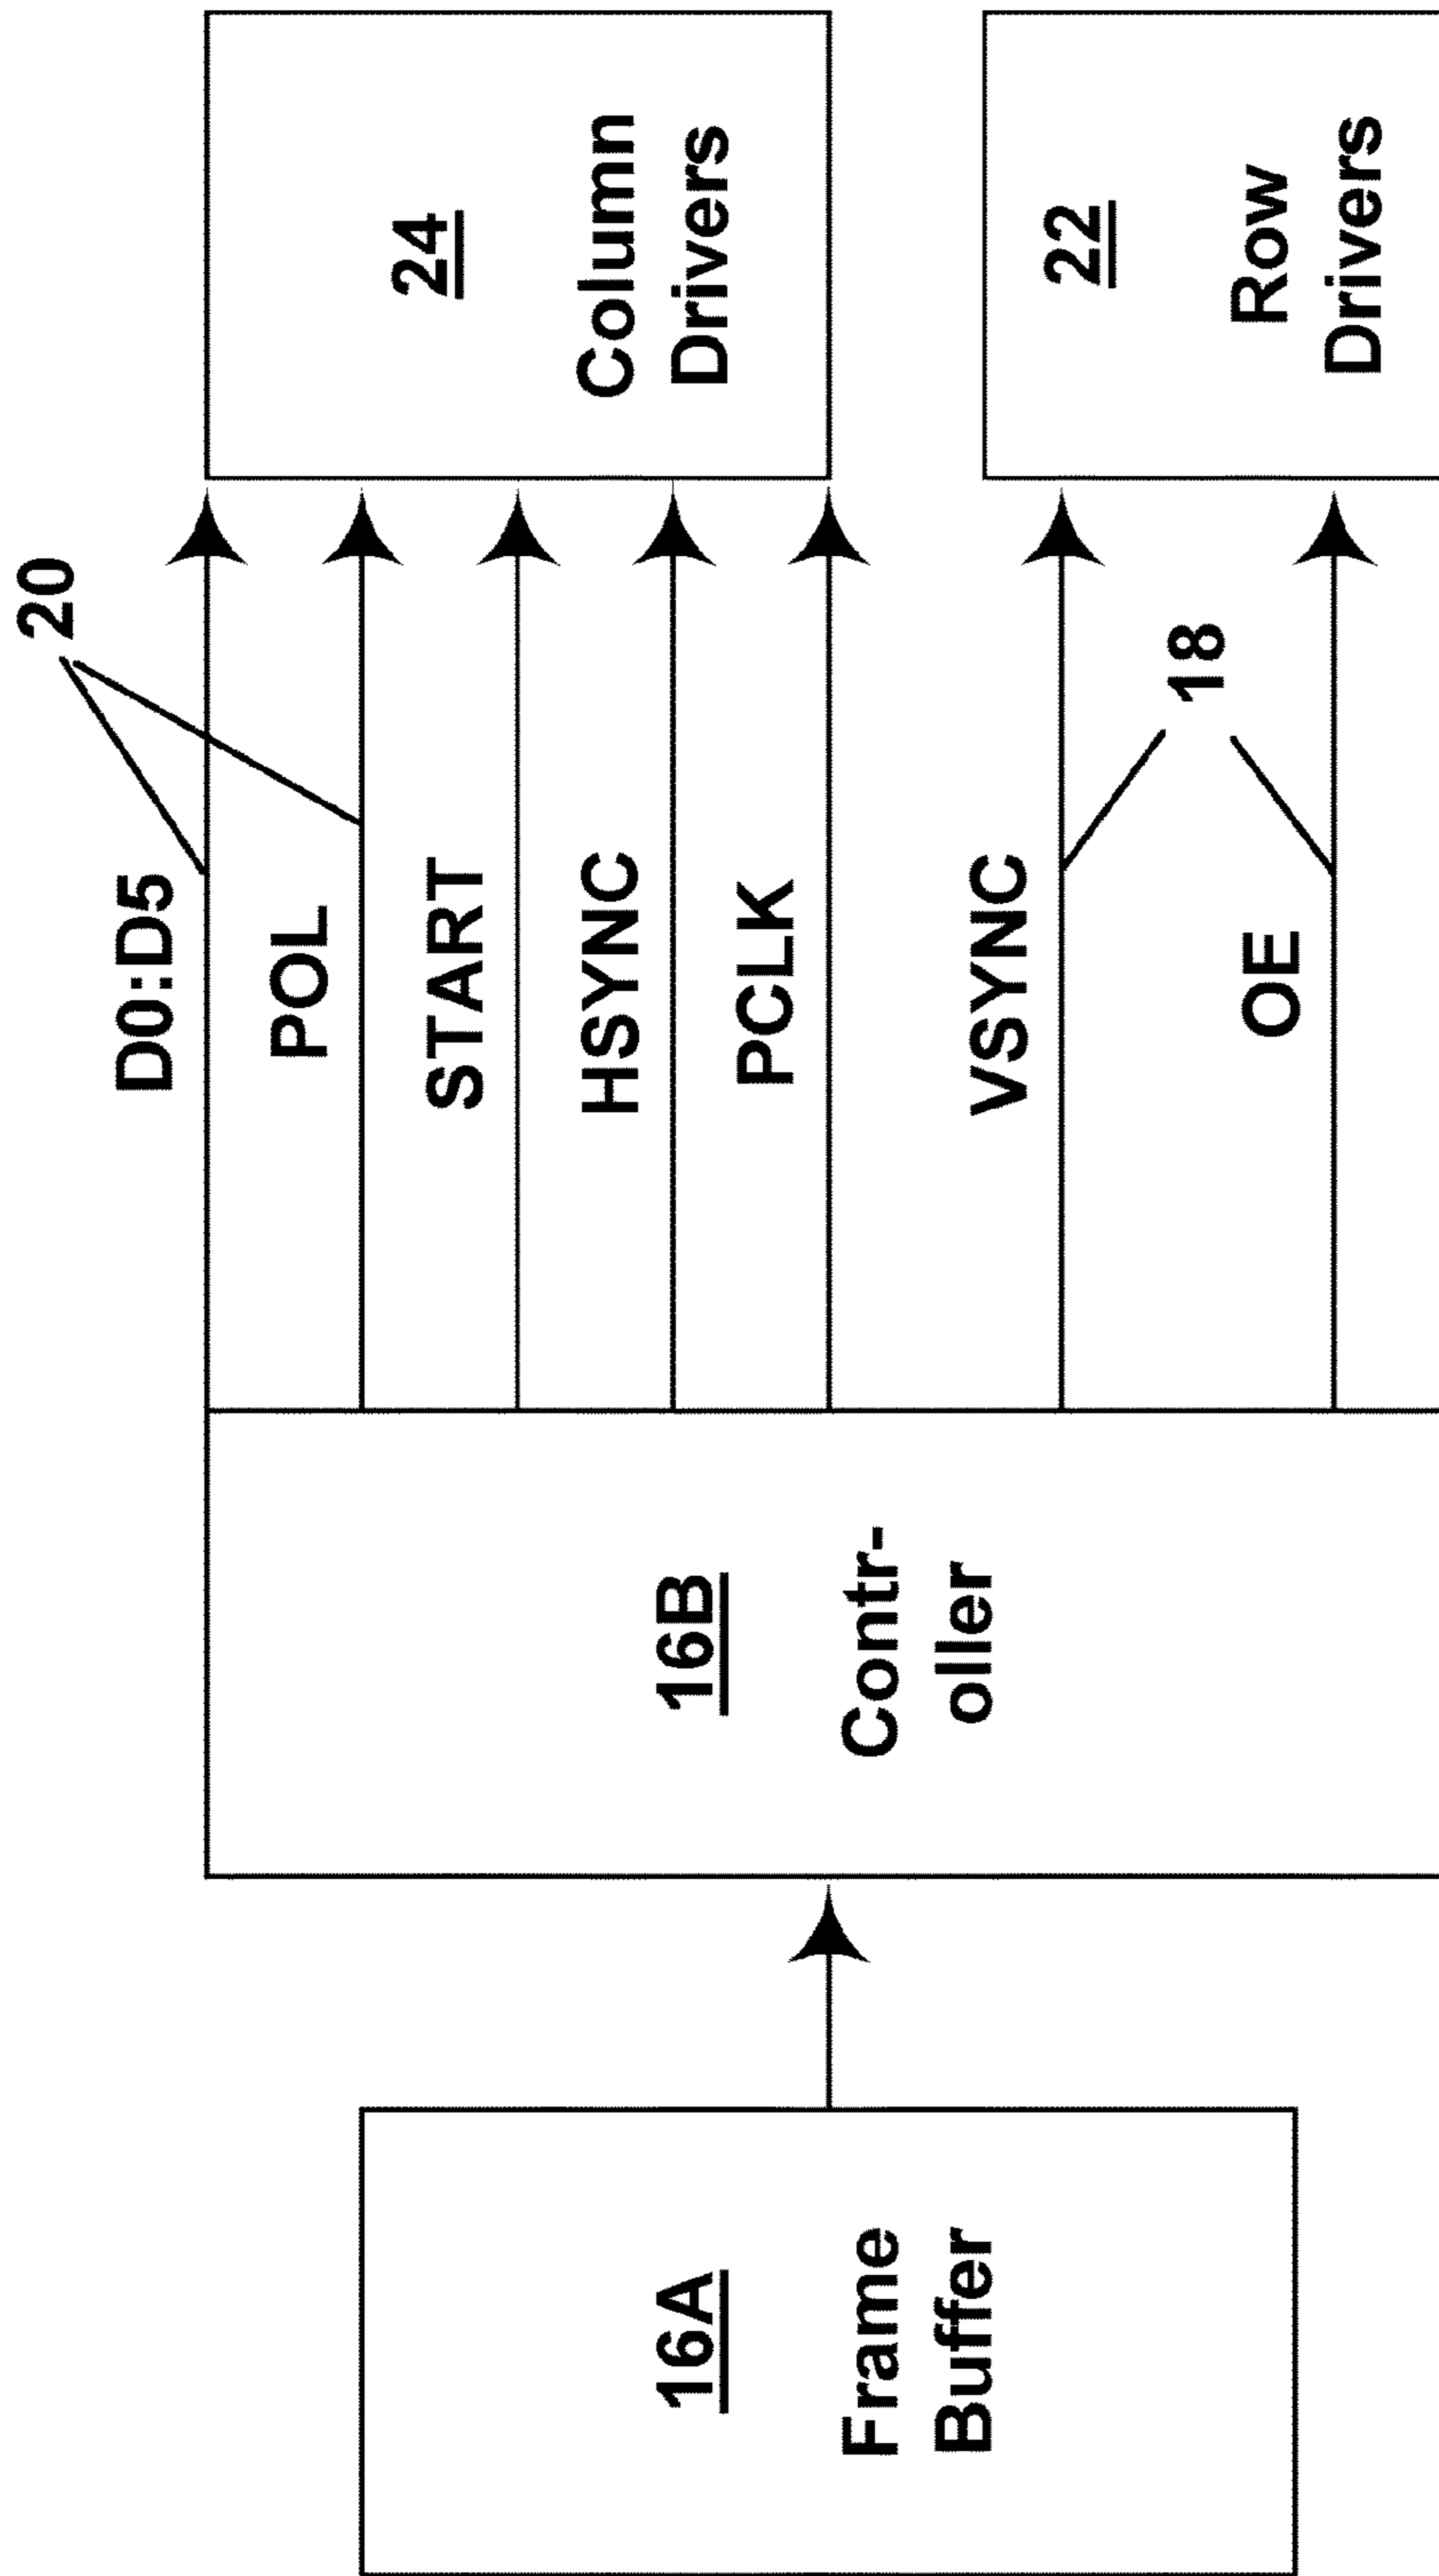 20
D0:D5
POL
START
HSYNC
PCLK
VSYNC
18
OE
16A
Frame
Buffer
16B
Contr-
oller
24
Column
Drivers
22
Row
Drivers